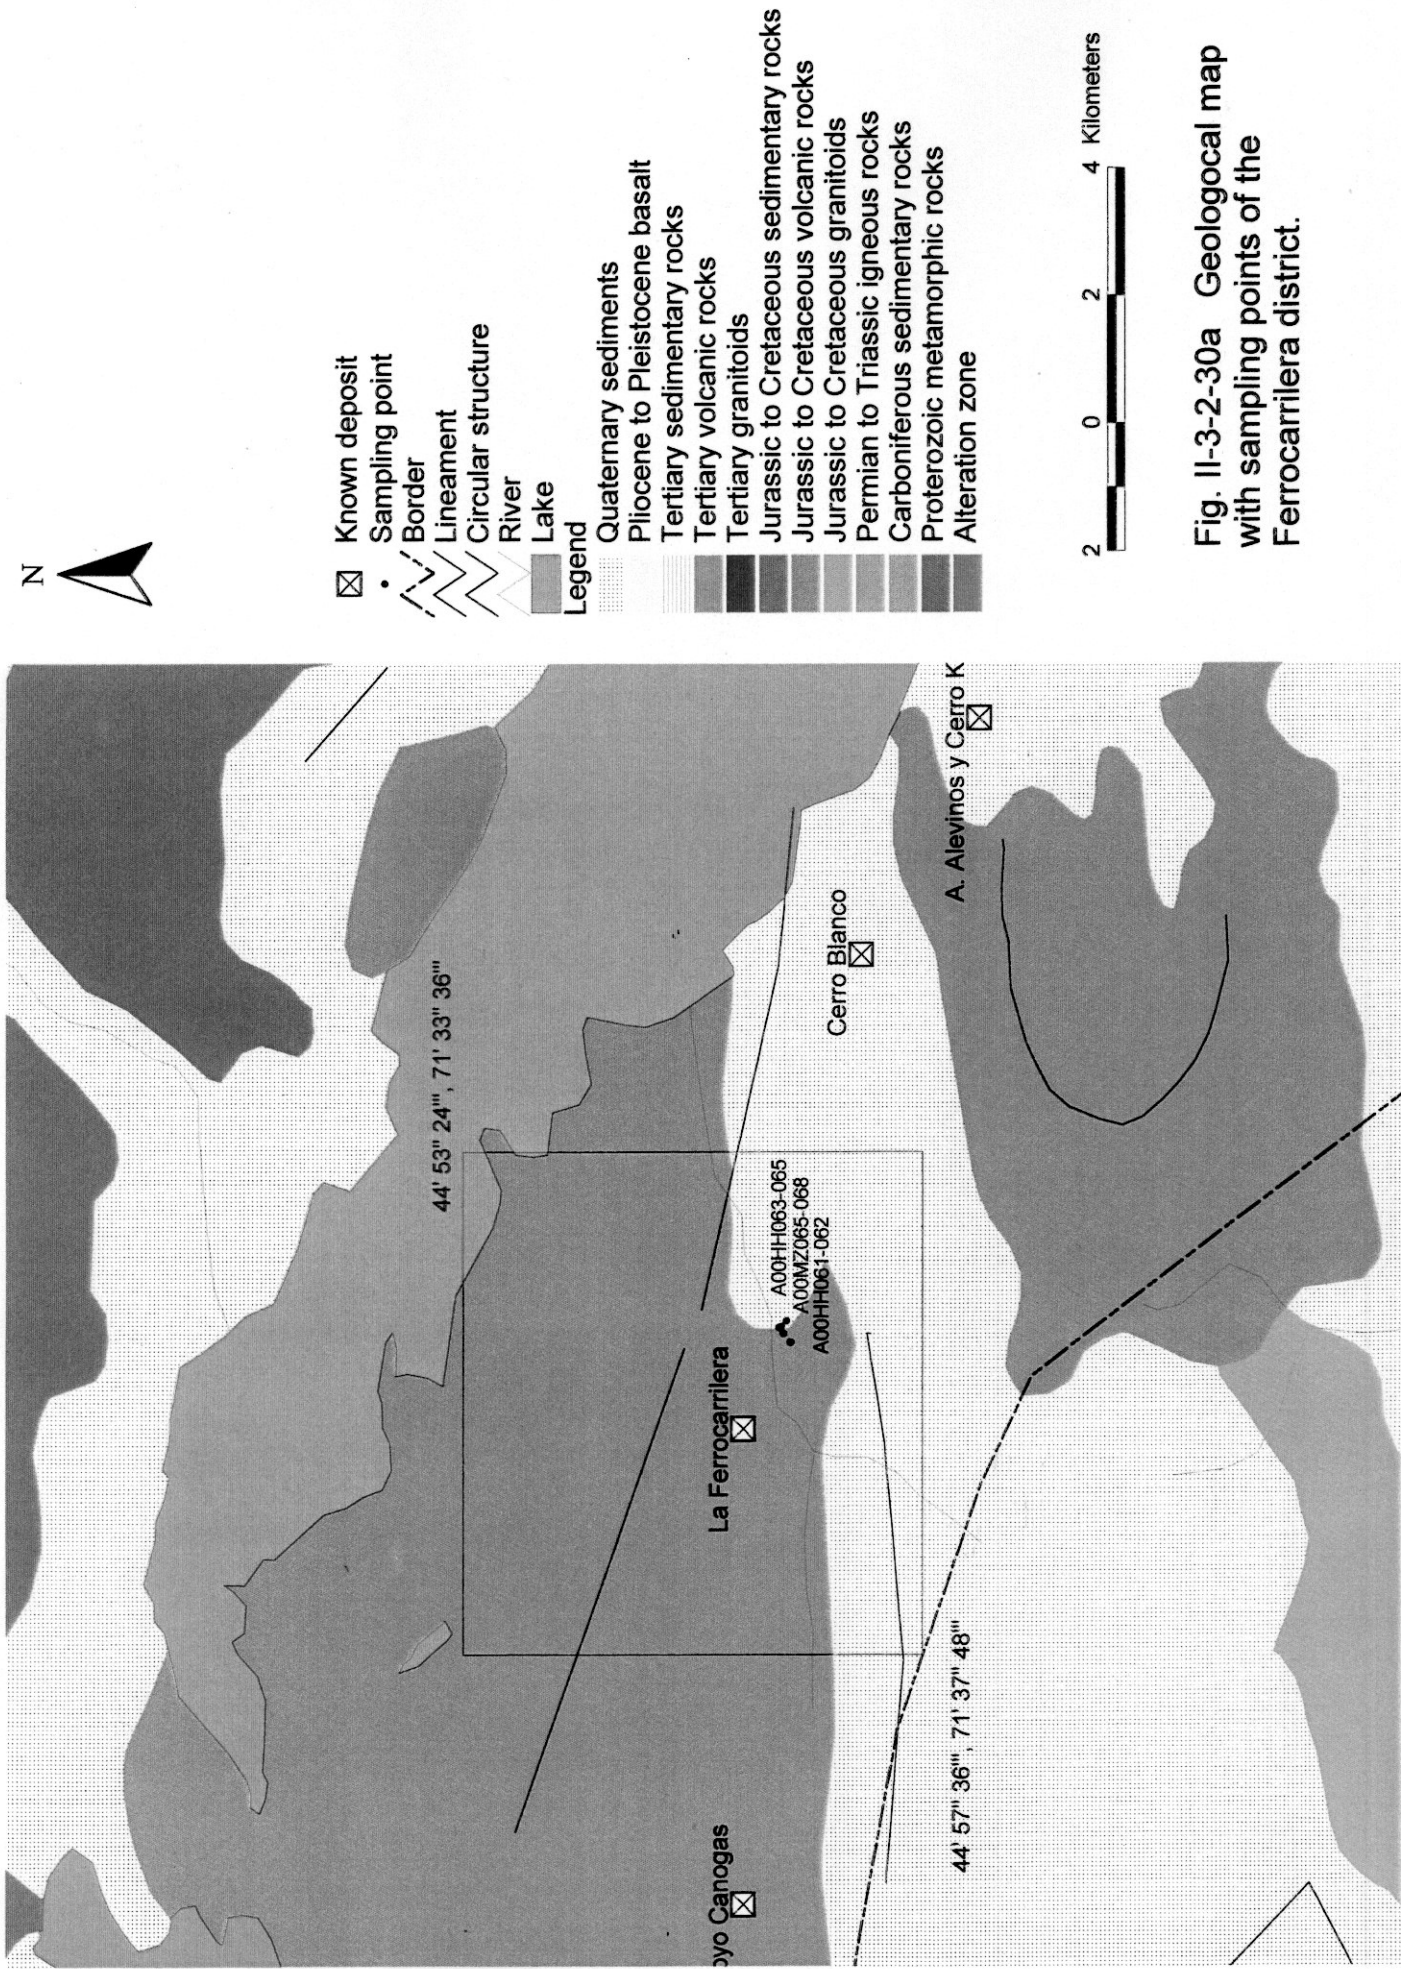 N
Known deposit
Sampling point
Border
Lineament
Circular structure
River
Lake
Legend
Quaternary sediments
Pliocene to Pleistocene basalt
Tertiary sedimentary rocks
Tertiary volcanic rocks
Tertiary granitoids
Jurassic to Cretaceous sedimentary rocks
Jurassic to Cretaceous volcanic rocks
Jurassic to Cretaceous granitoids
Permian to Triassic igneous rocks
Carboniferous sedimentary rocks
Proterozoic metamorphic rocks
Alteration zone
2 0 2 4 Kilometers
Fig. II-3-2-30a Geologocal map
with sampling points of the
Ferrocarrilera district.
44' 53" 24"', 71' 33" 36"'
oyo Canogas
La Ferrocarrilera
A00HH063-065
A00MZ065-068
A00HH061-062
Cerro Blanco
A. Alevinos y Cerro K
44' 57" 36"', 71' 37" 48"'